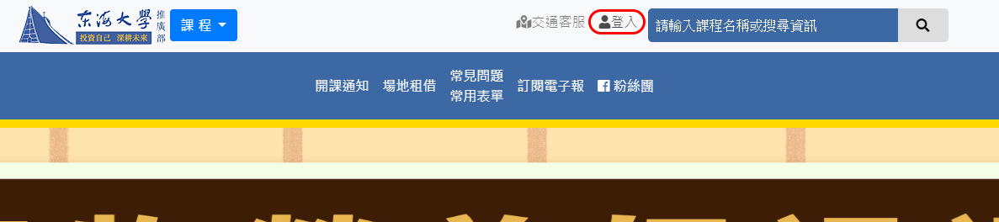 东海大學 推廣部
投資自己 深耕未來
課程
交通客服
登入
請輸入課程名稱或搜尋資訊
開課通知
場地租借
常見問題
常用表單
訂閱電子報
粉絲團